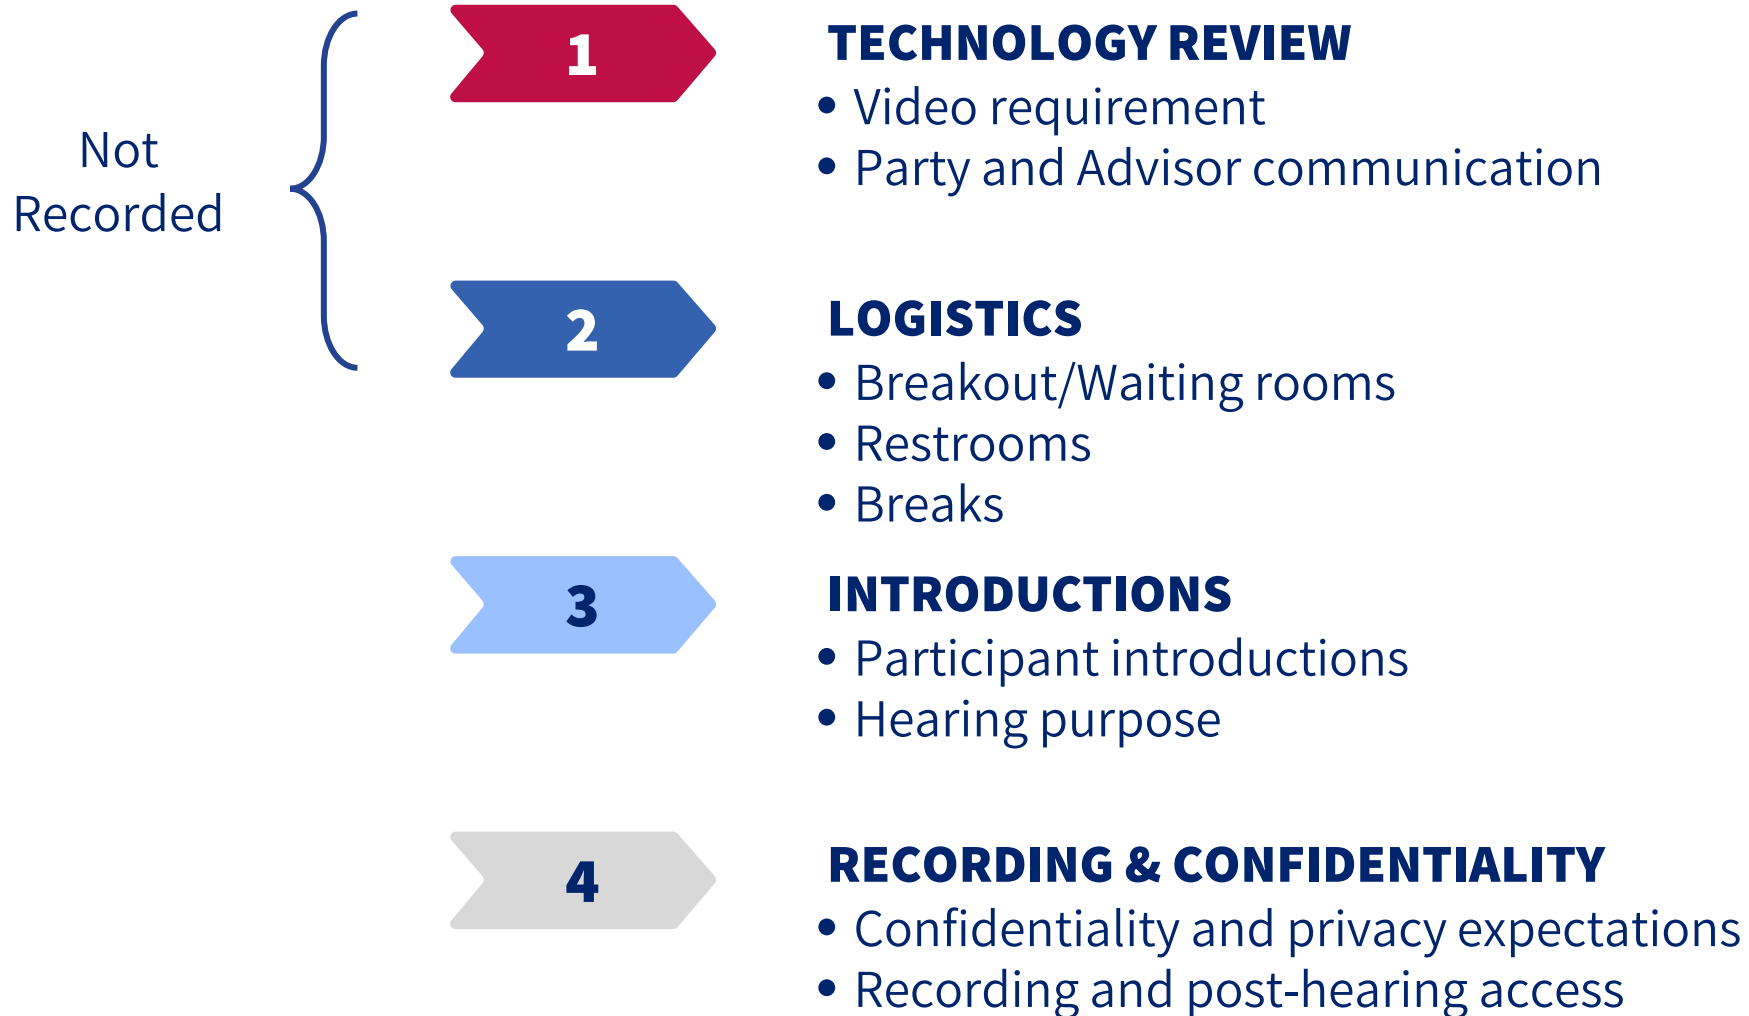 Not
Recorded
1
TECHNOLOGY REVIEW
• Video requirement
• Party and Advisor communication
2
LOGISTICS
• Breakout/Waiting rooms
• Restrooms
• Breaks
3
INTRODUCTIONS
• Participant introductions
• Hearing purpose
4
RECORDING & CONFIDENTIALITY
• Confidentiality and privacy expectations
• Recording and post-hearing access